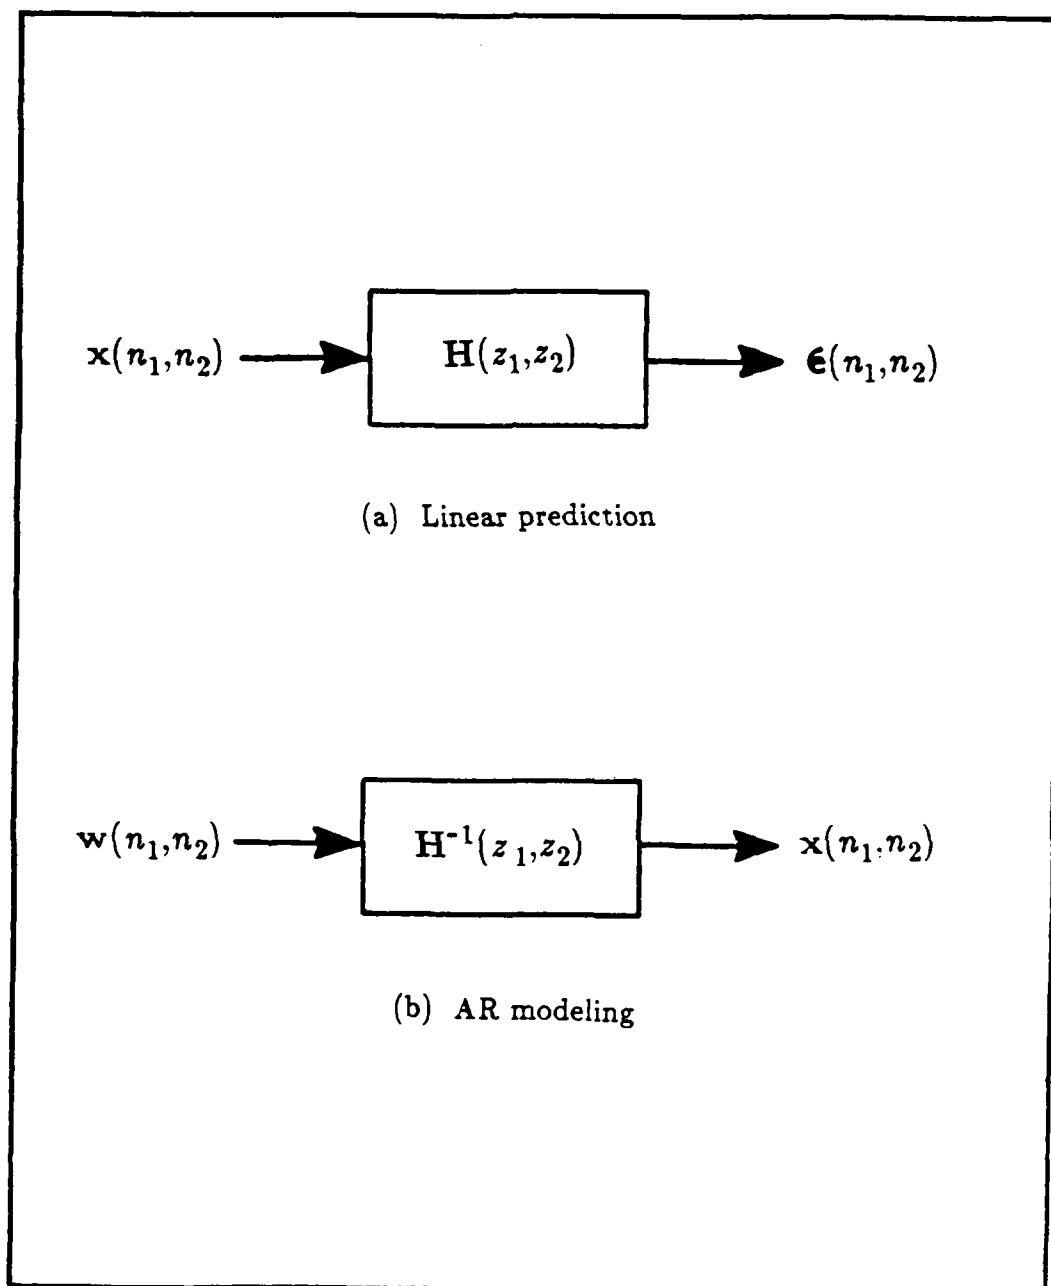 x(n₁,n₂) H(z₁,z₂) ϵ(n₁,n₂)
(a) Linear prediction
w(n₁,n₂) H⁻¹(z₁,z₂) x(n₁,n₂)
(b) AR modeling